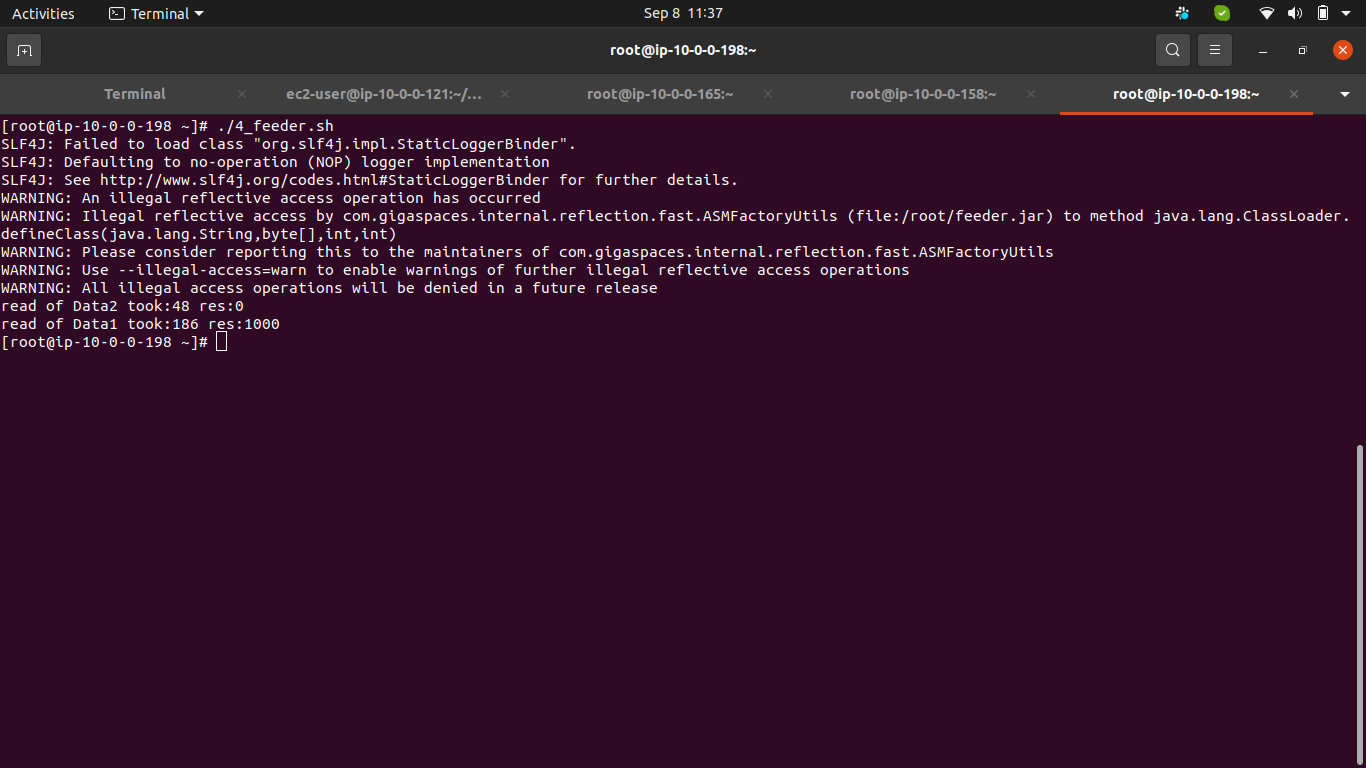 Activities Terminal Sep 8 11:37
root@ip-10-0-0-198:~
Terminal ec2-user@ip-10-0-0-121:~/... root@ip-10-0-0-165:~ root@ip-10-0-0-158:~ root@ip-10-0-0-198:~
[root@ip-10-0-0-198 ~]# ./4_feeder.sh
SLF4J: Failed to load class "org.slf4j.impl.StaticLoggerBinder".
SLF4J: Defaulting to no-operation (NOP) logger implementation
SLF4J: See http://www.slf4j.org/codes.html#StaticLoggerBinder for further details.
WARNING: An illegal reflective access operation has occurred
WARNING: Illegal reflective access by com.gigaspaces.internal.reflection.fast.ASMFactoryUtils (file:/root/feeder.jar) to method java.lang.ClassLoader.
defineClass(java.lang.String,byte[],int,int)
WARNING: Please consider reporting this to the maintainers of com.gigaspaces.internal.reflection.fast.ASMFactoryUtils
WARNING: Use --illegal-access=warn to enable warnings of further illegal reflective access operations
WARNING: All illegal access operations will be denied in a future release
read of Data2 took:48 res:0
read of Data1 took:186 res:1000
[root@ip-10-0-0-198 ~]#